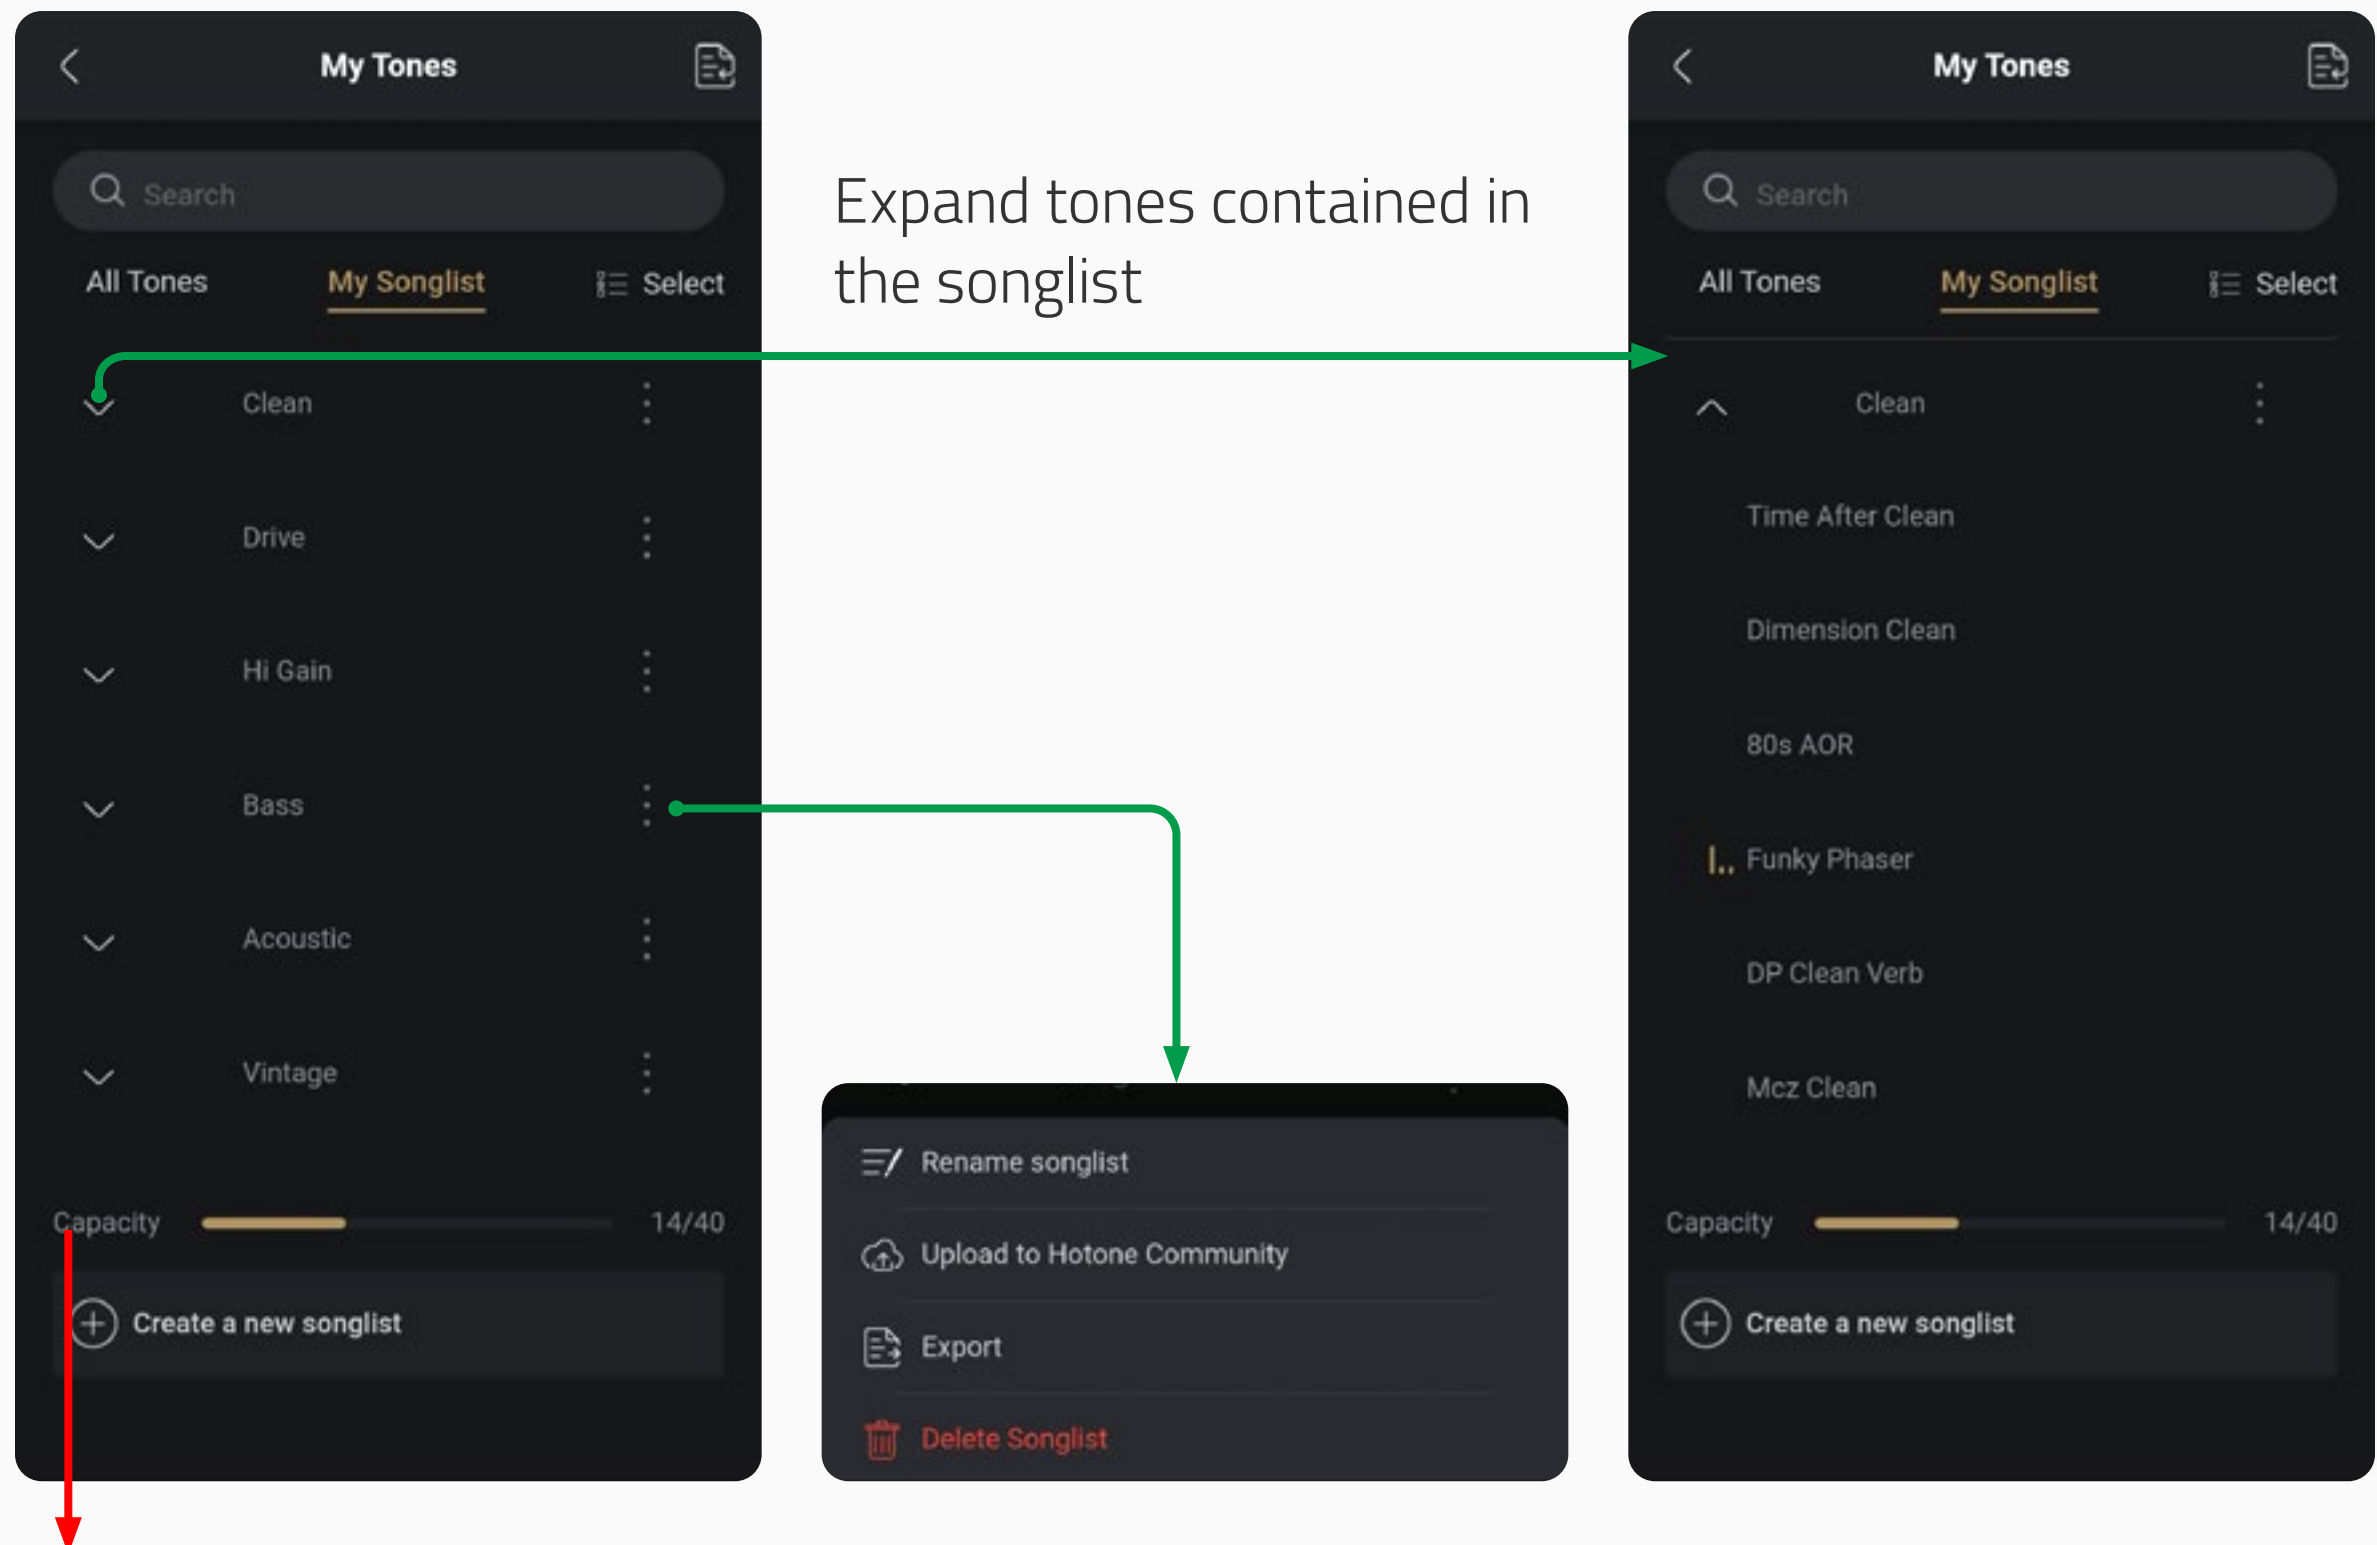 My Tones
Search
All Tones My Songlist Select
Clean
Drive
Hi Gain
Bass
Acoustic
Vintage
Capacity 14/40
Create a new songlist
Expand tones contained in
the songlist
Rename songlist
Upload to Hotone Community
Export
Delete Songlist
My Tones
Search
All Tones My Songlist Select
Clean
Time After Clean
Dimension Clean
80s AOR
Funky Phaser
DP Clean Verb
Mcz Clean
Capacity 14/40
Create a new songlist